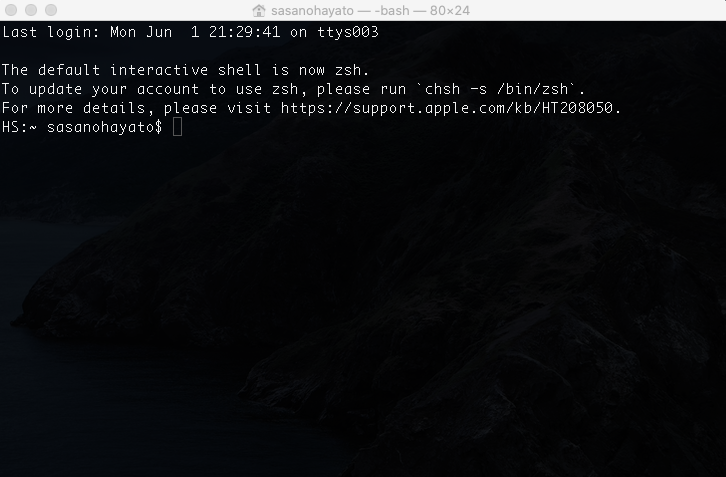 sasanohayato — -bash — 80×24
Last login: Mon Jun  1 21:29:41 on ttys003
The default interactive shell is now zsh.
To update your account to use zsh, please run `chsh -s /bin/zsh`.
For more details, please visit https://support.apple.com/kb/HT208050.
HS:~ sasanohayato$